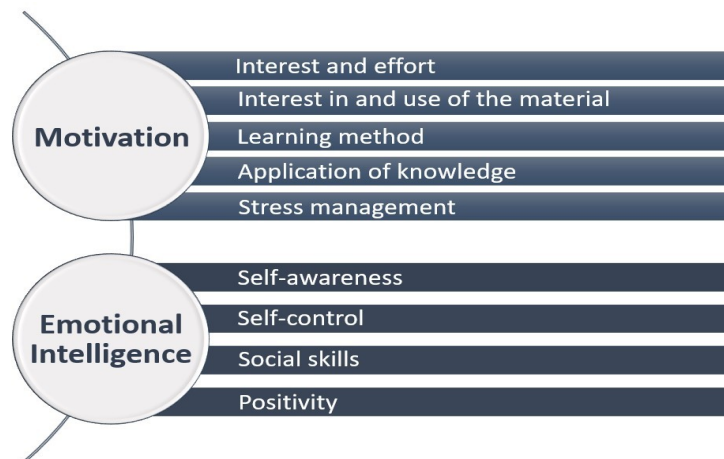 Motivation
Interest and effort
Interest in and use of the material
Learning method
Application of knowledge
Stress management
Emotional
Intelligence
Self-awareness
Self-control
Social skills
Positivity